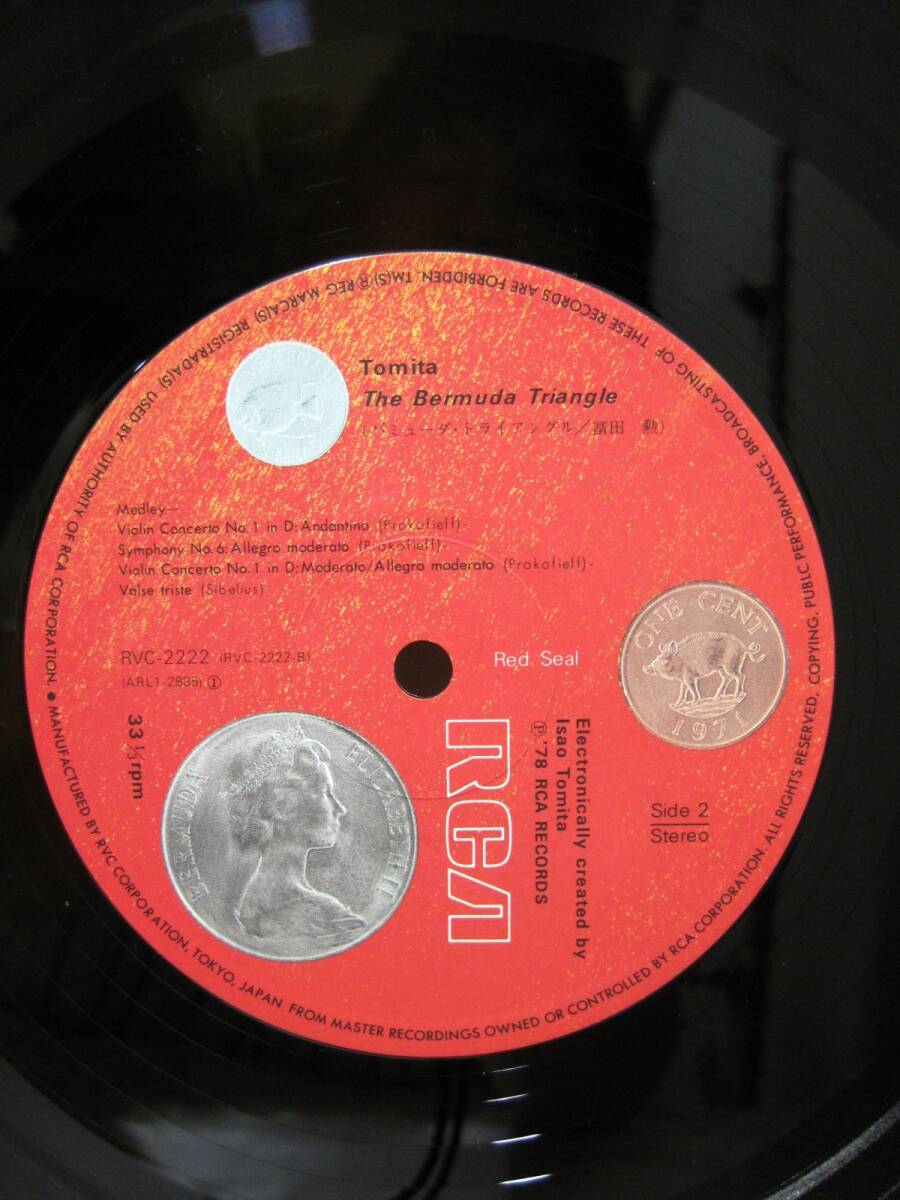 Tomita
The Bermuda Triangle
(バミューダ・トライアングル/冨田 勲)
Medley—
Violin Concerto No.1 in D: Andantino (Prokofieff)-
Symphony No.6: Allegro moderato (Prokofieff)-
Violin Concerto No.1 in D: Moderato/Allegro moderato (Prokofieff)-
Valse triste (Sibelius)
RVC-2222 (RVC-2222-B)
(ARL1-2885) Ⓘ
33 ⅓ rpm
Red Seal
RCA
Electronically created by
Isao Tomita
Ⓟ '78 RCA RECORDS
Side 2
Stereo
ONE CENT
1971
BERMUDA ELIZABETH II
TM(S) ® REG. MARCA(S) REGISTRADA(S) USED BY AUTHORITY OF RCA CORPORATION. ● MANUFACTURED BY RVC CORPORATION, TOKYO, JAPAN FROM MASTER RECORDINGS OWNED OR CONTROLLED BY RCA CORPORATION. ALL RIGHTS RESERVED. COPYING, PUBLC PERFORMANCE, BROADCASTING OF THESE RECORDS ARE FORBIDDEN.